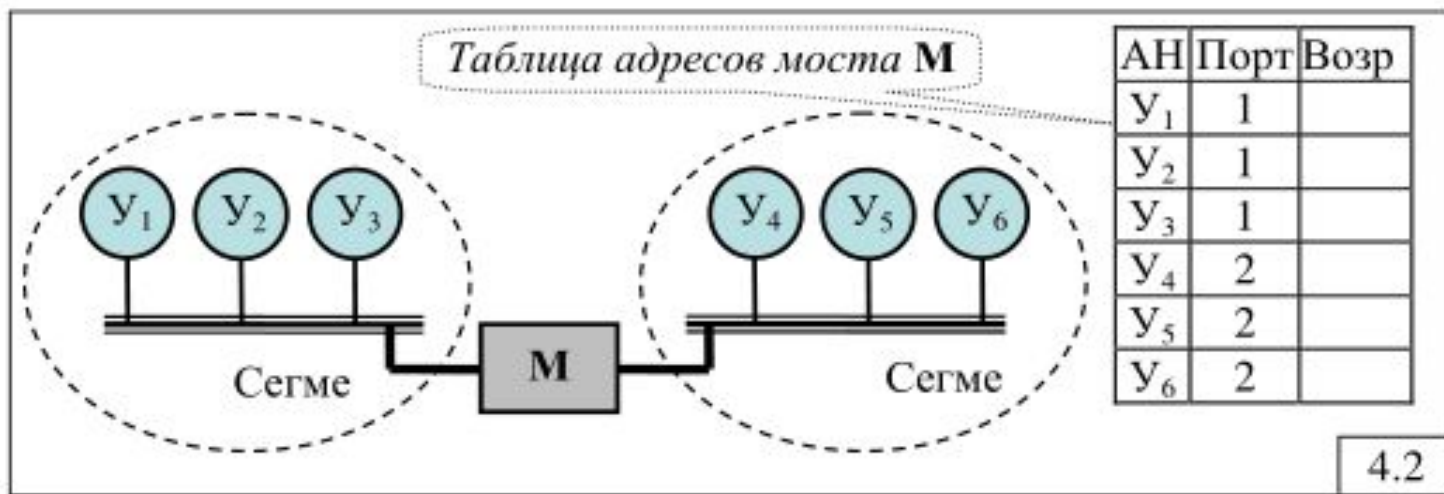 Таблица адресов моста М
АН Порт Возр
У1 1
У2 1
У3 1
У4 2
У5 2
У6 2
У1 У2 У3
У4 У5 У6
Сегме
М
Сегме
4.2